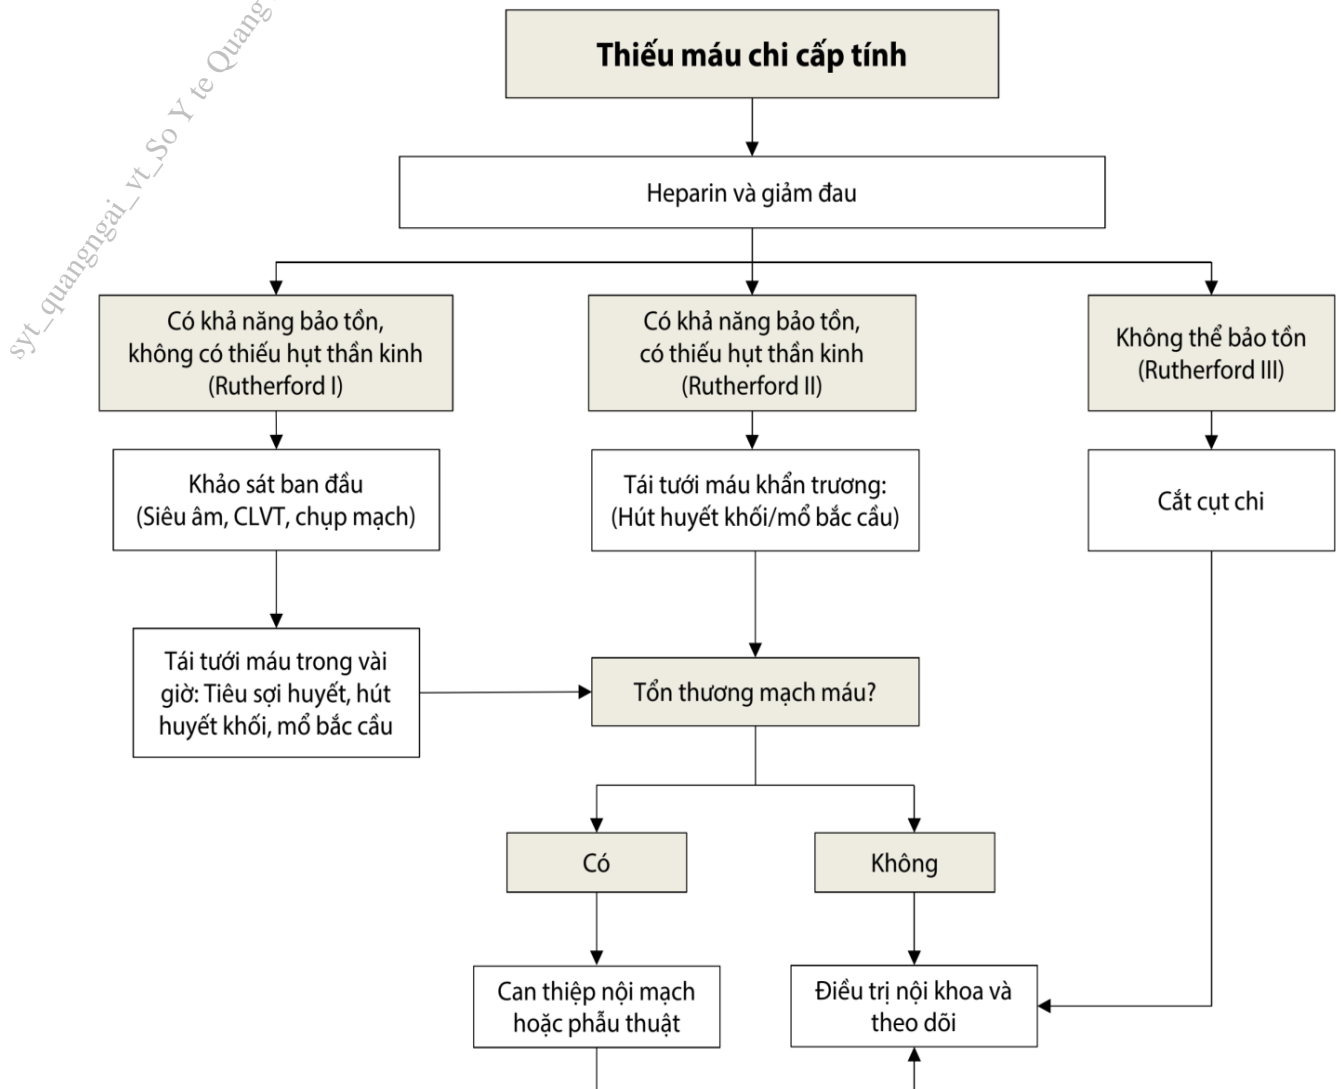 syt_quangngai_vt_So Y te Quang
Thiếu máu chi cấp tính
Heparin và giảm đau
Có khả năng bảo tồn,
không có thiếu hụt thần kinh
(Rutherford I)
Có khả năng bảo tồn,
có thiếu hụt thần kinh
(Rutherford II)
Không thể bảo tồn
(Rutherford III)
Khảo sát ban đầu
(Siêu âm, CLVT, chụp mạch)
Tái tưới máu khẩn trương:
(Hút huyết khối/mổ bắc cầu)
Cắt cụt chi
Tái tưới máu trong vài
giờ: Tiêu sợi huyết, hút
huyết khối, mổ bắc cầu
Tổn thương mạch máu?
Có
Không
Can thiệp nội mạch
hoặc phẫu thuật
Điều trị nội khoa và
theo dõi